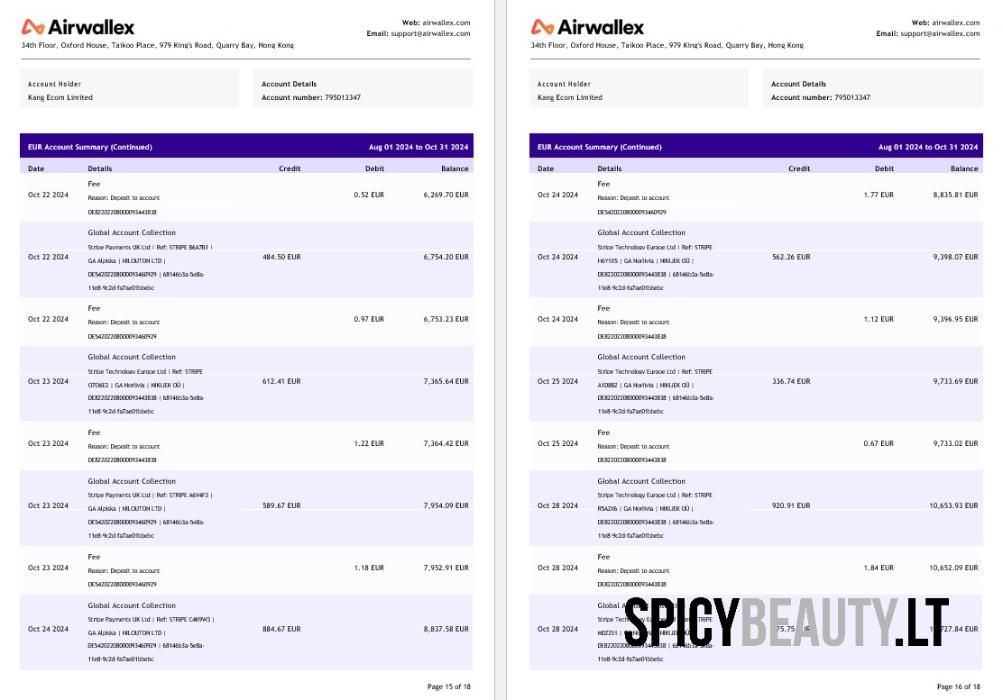 Airwallex
Web: airwallex.com
Email: support@airwallex.com
34th Floor, Oxford House, Taikoo Place, 979 King's Road, Quarry Bay, Hong Kong
Account Holder
Kang Ecom Limited
Account Details
Account number: 795013347
EUR Account Summary (Continued) Aug 01 2024 to Oct 31 2024
Date Details Credit Debit Balance
Fee
Oct 22 2024 Reason: Deposit to account 0.52 EUR 6,269.70 EUR
DE82202208000093443838
Global Account Collection
Stripe Payments UK Ltd | Ref: STRIPE B6A7B1 |
Oct 22 2024 GA Alpiska | NILOUTON LTD | 484.50 EUR 6,754.20 EUR
DE54202208000093460929 | 68146b3a-5e8a-
11e8-9c2d-fa7ae01bbebc
Fee
Oct 22 2024 Reason: Deposit to account 0.97 EUR 6,753.23 EUR
DE54202208000093460929
Global Account Collection
Stripe Technology Europe Ltd | Ref: STRIPE
Oct 23 2024 O7D6E2 | GA Norlivia | NIKLIEK OÜ | 612.41 EUR 7,365.64 EUR
DE82202208000093443838 | 68146b3a-5e8a-
11e8-9c2d-fa7ae01bbebc
Fee
Oct 23 2024 Reason: Deposit to account 1.22 EUR 7,364.42 EUR
DE82202208000093443838
Global Account Collection
Stripe Payments UK Ltd | Ref: STRIPE A6W4F3 |
Oct 23 2024 GA Alpiska | NILOUTON LTD | 589.67 EUR 7,954.09 EUR
DE54202208000093460929 | 68146b3a-5e8a-
11e8-9c2d-fa7ae01bbebc
Fee
Oct 23 2024 Reason: Deposit to account 1.18 EUR 7,952.91 EUR
DE54202208000093460929
Global Account Collection
Stripe Payments UK Ltd | Ref: STRIPE C4K9W3 |
Oct 24 2024 GA Alpiska | NILOUTON LTD | 884.67 EUR 8,837.58 EUR
DE54202208000093460929 | 68146b3a-5e8a-
11e8-9c2d-fa7ae01bbebc
Page 15 of 18
Airwallex
Web: airwallex.com
Email: support@airwallex.com
34th Floor, Oxford House, Taikoo Place, 979 King's Road, Quarry Bay, Hong Kong
Account Holder
Kang Ecom Limited
Account Details
Account number: 795013347
EUR Account Summary (Continued) Aug 01 2024 to Oct 31 2024
Date Details Credit Debit Balance
Fee
Oct 24 2024 Reason: Deposit to account 1.77 EUR 8,835.81 EUR
DE54202208000093460929
Global Account Collection
Stripe Technology Europe Ltd | Ref: STRIPE
Oct 24 2024 H6Y1X5 | GA Norlivia | NIKLIEK OÜ | 562.26 EUR 9,398.07 EUR
DE82202208000093443838 | 68146b3a-5e8a-
11e8-9c2d-fa7ae01bbebc
Fee
Oct 24 2024 Reason: Deposit to account 1.12 EUR 9,396.95 EUR
DE82202208000093443838
Global Account Collection
Stripe Technology Europe Ltd | Ref: STRIPE
Oct 25 2024 A1D8B2 | GA Norlivia | NIKLIEK OÜ | 336.74 EUR 9,733.69 EUR
DE82202208000093443838 | 68146b3a-5e8a-
11e8-9c2d-fa7ae01bbebc
Fee
Oct 25 2024 Reason: Deposit to account 0.67 EUR 9,733.02 EUR
DE82202208000093443838
Global Account Collection
Stripe Technology Europe Ltd | Ref: STRIPE
Oct 28 2024 R5A2X6 | GA Norlivia | NIKLIEK OÜ | 920.91 EUR 10,653.93 EUR
DE82202208000093443838 | 68146b3a-5e8a-
11e8-9c2d-fa7ae01bbebc
Fee
Oct 28 2024 Reason: Deposit to account 1.84 EUR 10,652.09 EUR
DE82202208000093443838
Global
Stripe STRIPE
Oct 28 2024
11e8-9c2d-fa7ae01bbebc
SPICYBEAUTY.LT
Page 16 of 18